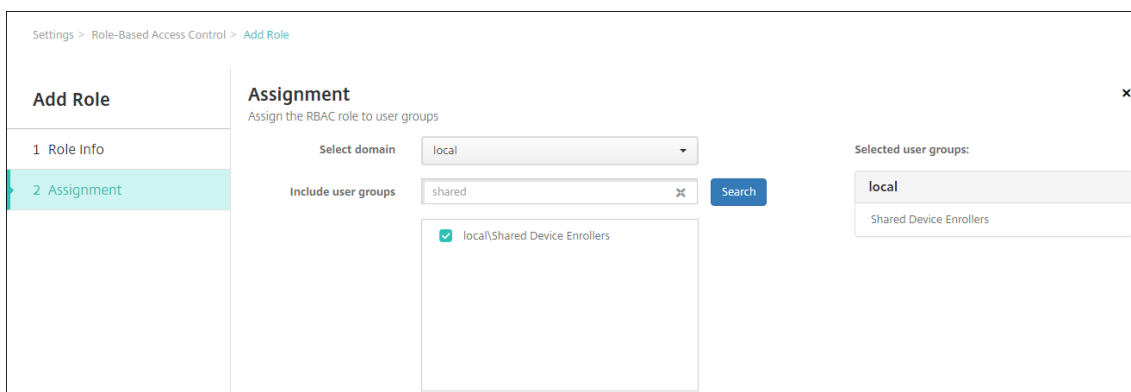 Settings > Role-Based Access Control > Add Role
Add Role
1 Role Info
2 Assignment
Assignment
Assign the RBAC role to user groups
Select domain
local
Include user groups
shared
Search
local\Shared Device Enrollers
Selected user groups:
local
Shared Device Enrollers